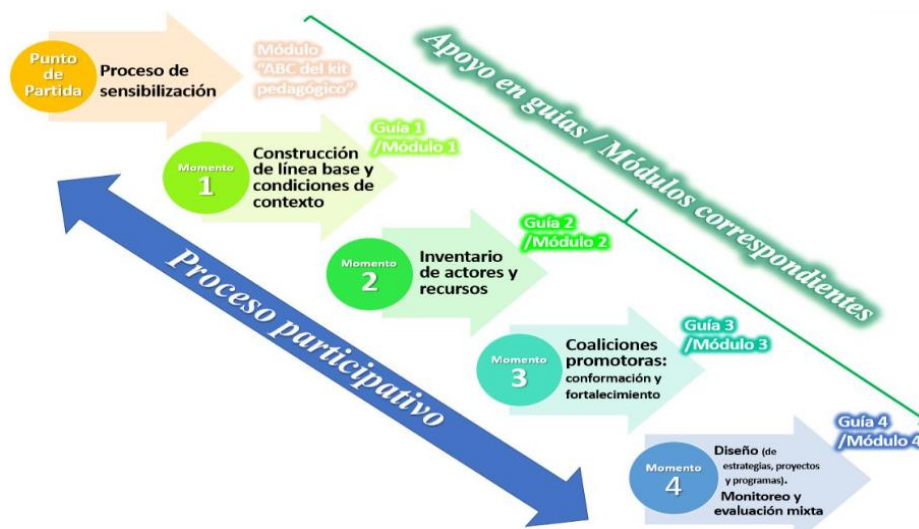 Punto
de
Partida
Proceso de
sensibilización
Módulo
"ABC del kit
pedagógico"
Apoyo en guías / Módulos correspondientes
Momento
1
Construcción
de línea base y
condiciones de
contexto
Guía 1
/Módulo 1
Momento
2
Inventario
de actores y
recursos
Guía 2
/Módulo 2
Momento
3
Coaliciones
promotoras:
conformación y
fortalecimiento
Guía 3
/Módulo 3
Momento
4
Diseño (de
estrategias, proyectos
y programas).
Monitoreo y
evaluación mixta
Guía 4
/Módulo 4
Proceso participativo